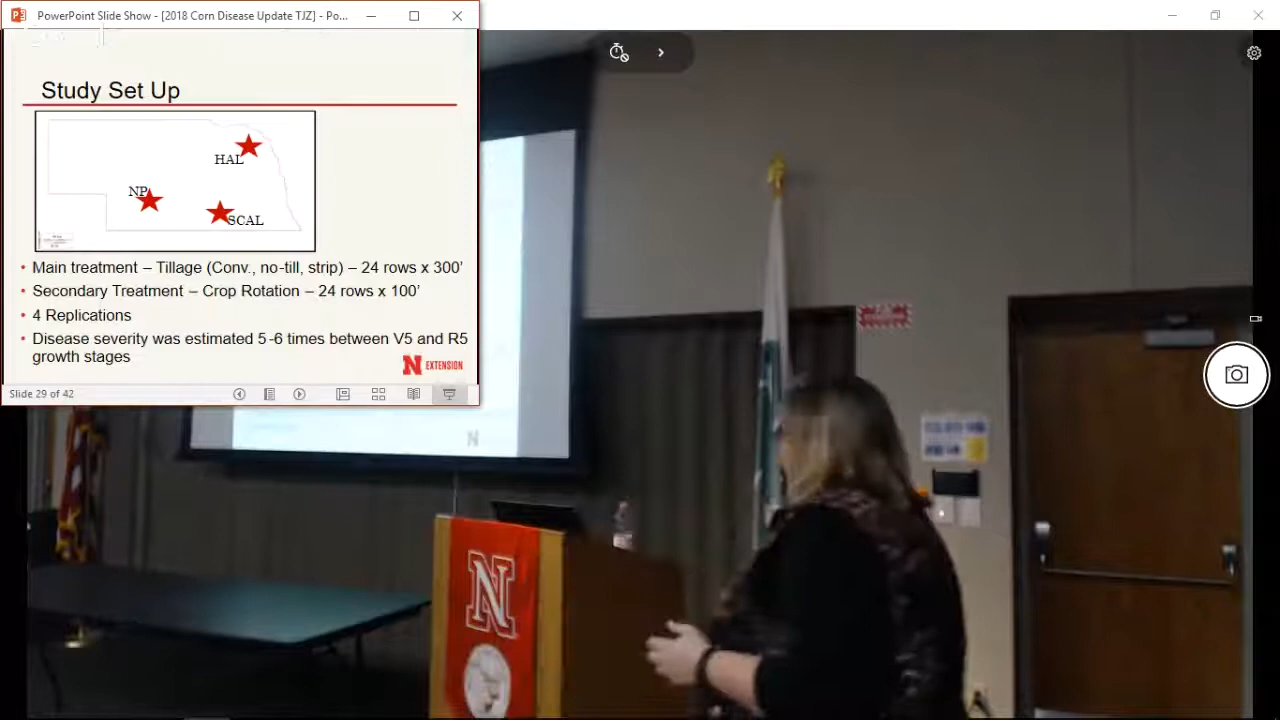 PowerPoint Slide Show - [2018 Corn Disease Update TJZ] - Po...
Study Set Up
HAL
NP
SCAL
• Main treatment – Tillage (Conv., no-till, strip) – 24 rows x 300’
• Secondary Treatment – Crop Rotation – 24 rows x 100’
• 4 Replications
• Disease severity was estimated 5-6 times between V5 and R5
growth stages
N EXTENSION
Slide 29 of 42
N
N